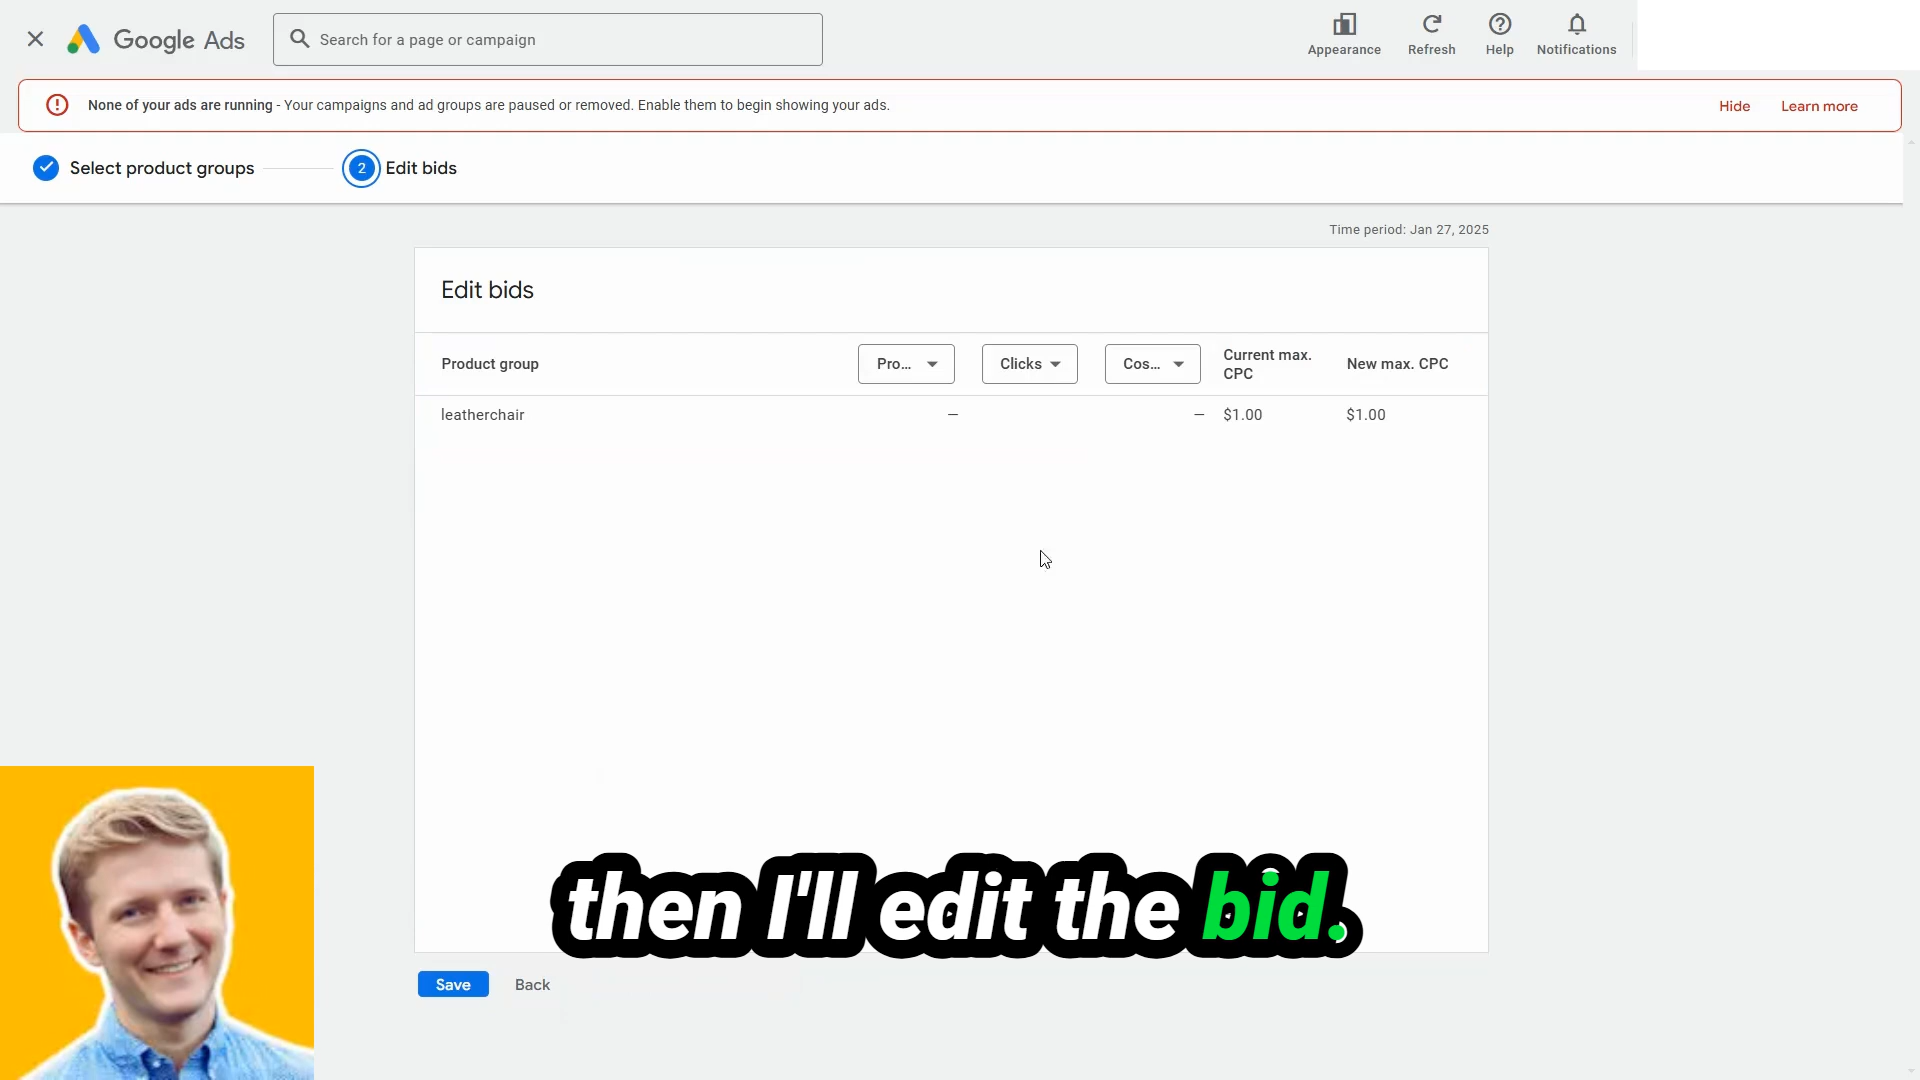 Google Ads
Search for a page or campaign
Appearance
Refresh
Help
Notifications
None of your ads are running - Your campaigns and ad groups are paused or removed. Enable them to begin showing your ads.
Hide
Learn more
Select product groups
2
Edit bids
Time period: Jan 27, 2025
Edit bids
Product group
Pro...
Clicks
Cos...
Current max.
CPC
New max. CPC
leatherchair
—
—
$1.00
$1.00
then I'll edit the bid.
Save
Back